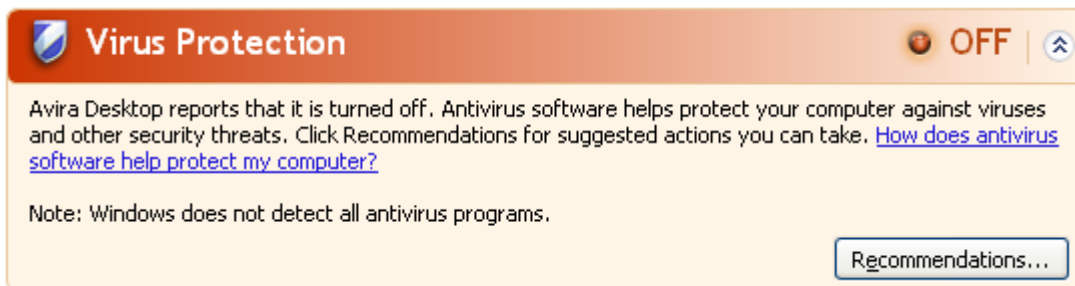 Virus Protection OFF
Avira Desktop reports that it is turned off. Antivirus software helps protect your computer against viruses
and other security threats. Click Recommendations for suggested actions you can take. How does antivirus
software help protect my computer?
Note: Windows does not detect all antivirus programs.
Recommendations...